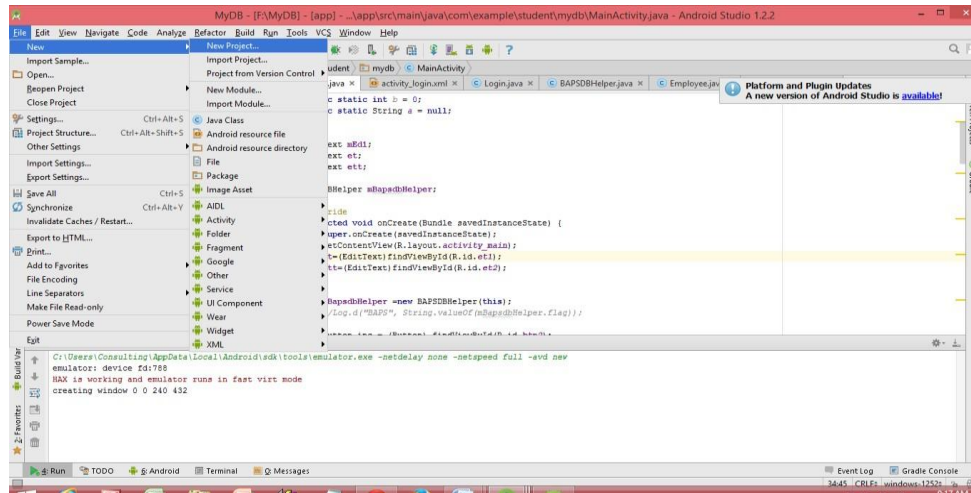 MyDB - [F:\MyDB] - [app] - ...\app\src\main\java\com\example\student\mydb\MainActivity.java - Android Studio 1.2.2
File Edit View Navigate Code Analyze Refactor Build Run Tools VCS Window Help
New
Import Sample...
Open...
Reopen Project
Close Project
Settings... Ctrl+Alt+S
Project Structure... Ctrl+Alt+Shift+S
Other Settings
Import Settings...
Export Settings...
Save All Ctrl+S
Synchronize Ctrl+Alt+Y
Invalidate Caches / Restart...
Export to HTML...
Print...
Add to Favorites
File Encoding
Line Separators
Make File Read-only
Power Save Mode
Exit
New Project...
Import Project...
Project from Version Control
New Module...
Import Module...
Java Class
Android resource file
Android resource directory
File
Package
Image Asset
AIDL
Activity
Folder
Fragment
Google
Other
Service
UI Component
Wear
Widget
XML
udent mydb MainActivity
.java activity_login.xml Login.java BAPSDBHelper.java Employee.jav
Platform and Plugin Updates
A new version of Android Studio is available!
c static int b = 0;
c static String a = null;
ext mEd1;
ext et;
ext ett;
BHelper mBapsdbHelper;
ride
cted void onCreate(Bundle savedInstanceState) {
uper.onCreate(savedInstanceState);
etContentView(R.layout.activity_main);
t=(EditText)findViewById(R.id.et1);
tt=(EditText)findViewById(R.id.et2);
BapsdbHelper =new BAPSDBHelper(this);
/Log.d("BAPS", String.valueOf(mBapsdbHelper.flag));
C:\Users\Consulting\AppData\Local\Android\sdk\tools\emulator.exe -netdelay none -netspeed full -avd new
emulator: device fd:788
HAX is working and emulator runs in fast virt mode
creating window 0 0 240 432
Build Var
2: Favorites
4: Run TODO 6: Android Terminal 0: Messages Event Log Gradle Console
34:45 CRLF windows-1252